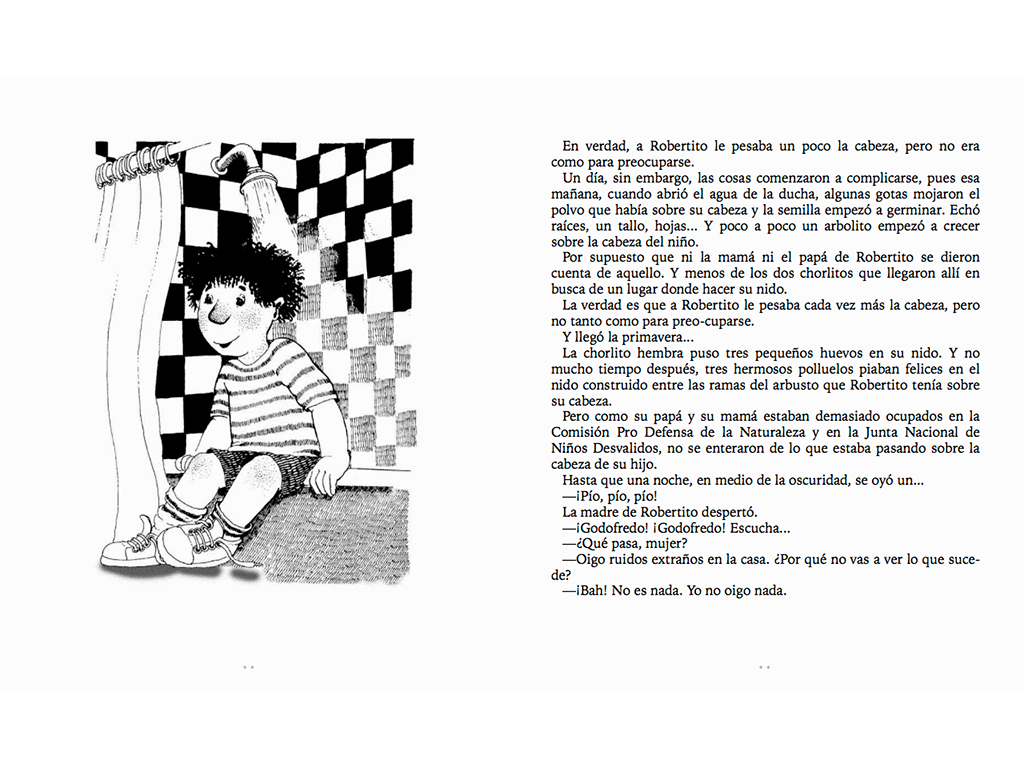 En verdad, a Robertito le pesaba un poco la cabeza, pero no era
como para preocuparse.
Un día, sin embargo, las cosas comenzaron a complicarse, pues esa
mañana, cuando abrió el agua de la ducha, algunas gotas mojaron el
polvo que había sobre su cabeza y la semilla empezó a germinar. Echó
raíces, un tallo, hojas... Y poco a poco un arbolito empezó a crecer
sobre la cabeza del niño.
Por supuesto que ni la mamá ni el papá de Robertito se dieron
cuenta de aquello. Y menos de los dos chorlitos que llegaron allí en
busca de un lugar donde hacer su nido.
La verdad es que a Robertito le pesaba cada vez más la cabeza, pero
no tanto como para preo-cuparse.
Y llegó la primavera...
La chorlito hembra puso tres pequeños huevos en su nido. Y no
mucho tiempo después, tres hermosos polluelos piaban felices en el
nido construido entre las ramas del arbusto que Robertito tenía sobre
su cabeza.
Pero como su papá y su mamá estaban demasiado ocupados en la
Comisión Pro Defensa de la Naturaleza y en la Junta Nacional de
Niños Desvalidos, no se enteraron de lo que estaba pasando sobre la
cabeza de su hijo.
Hasta que una noche, en medio de la oscuridad, se oyó un...
—¡Pío, pío, pío!
La madre de Robertito despertó.
—¡Godofredo! ¡Godofredo! Escucha...
—¿Qué pasa, mujer?
—Oigo ruidos extraños en la casa. ¿Por qué no vas a ver lo que suce-
de?
—¡Bah! No es nada. Yo no oigo nada.